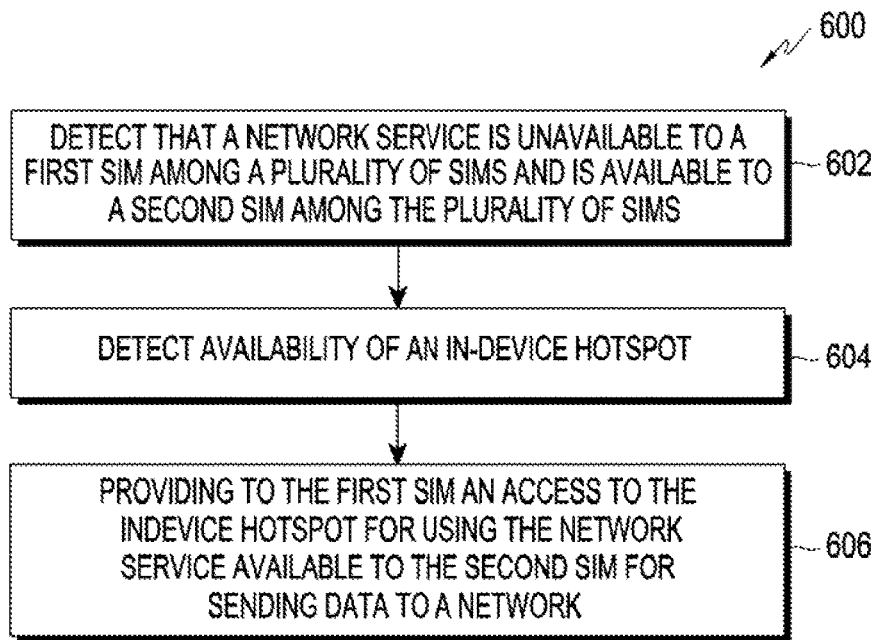 600
DETECT THAT A NETWORK SERVICE IS UNAVAILABLE TO A
FIRST SIM AMONG A PLURALITY OF SIMS AND IS AVAILABLE TO
A SECOND SIM AMONG THE PLURALITY OF SIMS
602
DETECT AVAILABILITY OF AN IN-DEVICE HOTSPOT
604
PROVIDING TO THE FIRST SIM AN ACCESS TO THE
INDEVICE HOTSPOT FOR USING THE NETWORK
SERVICE AVAILABLE TO THE SECOND SIM FOR
SENDING DATA TO A NETWORK
606